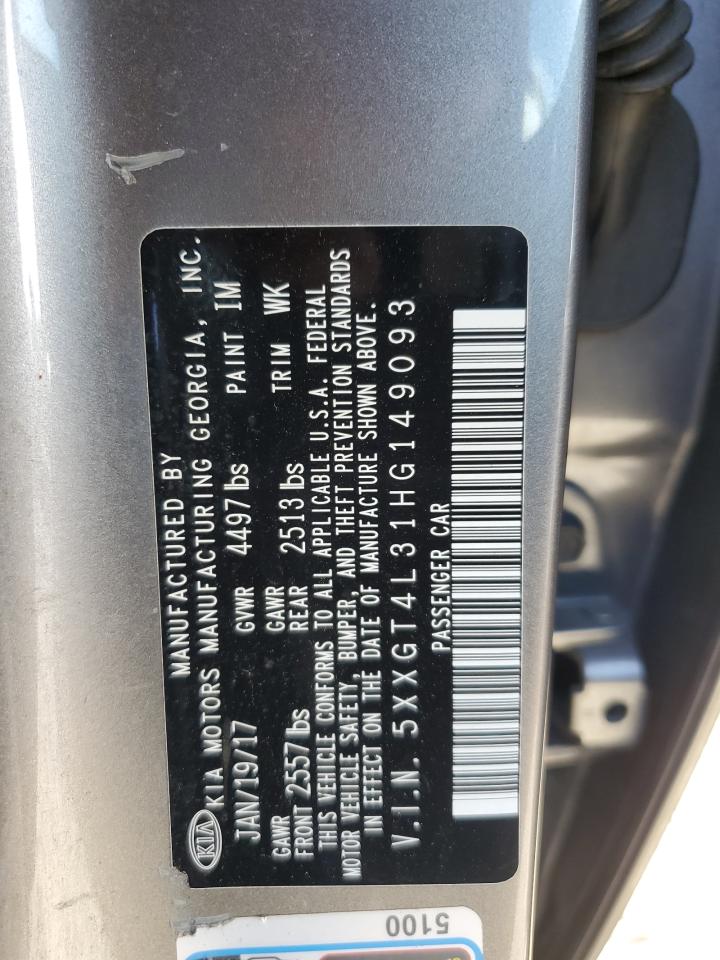 MANUFACTURED BY
KIA KIA MOTORS MANUFACTURING GEORGIA, INC.
JAN/19/17 GVWR 4497 lbs PAINT IM
GAWR FRONT 2557 lbs GAWR REAR 2513 lbs TRIM WK
THIS VEHICLE CONFORMS TO ALL APPLICABLE U.S.A. FEDERAL
MOTOR VEHICLE SAFETY, BUMPER, AND THEFT PREVENTION STANDARDS
IN EFFECT ON THE DATE OF MANUFACTURE SHOWN ABOVE.
V.I.N. 5XXGT4L31HG149093
PASSENGER CAR
5100